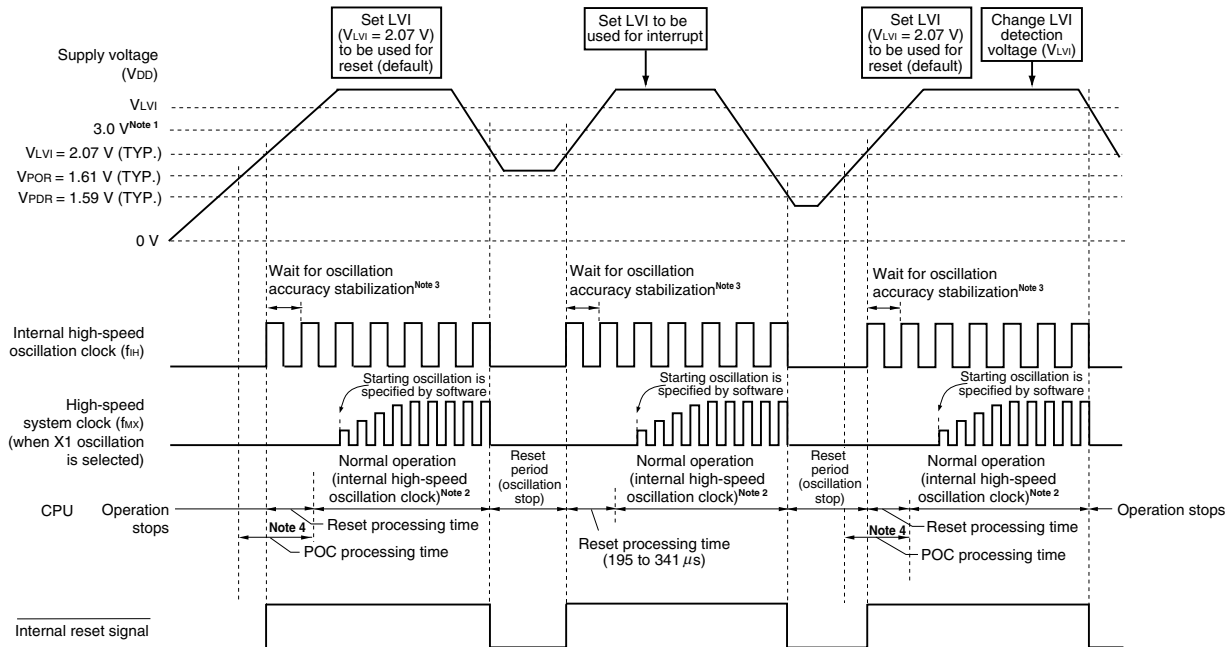 Set LVI
(VLVI = 2.07 V)
to be used for
reset (default)
Set LVI to be
used for interrupt
Set LVI
(VLVI = 2.07 V)
to be used for
reset (default)
Change LVI
detection
voltage (VLVI)
Supply voltage
(VDD)
VLVI
3.0 V Note 1
VLVI = 2.07 V (TYP.)
VPOR = 1.61 V (TYP.)
VPDR = 1.59 V (TYP.)
0 V
Wait for oscillation
accuracy stabilization Note 3
Wait for oscillation
accuracy stabilization Note 3
Wait for oscillation
accuracy stabilization Note 3
Internal high-speed
oscillation clock (fIH)
Starting oscillation is
specified by software
Starting oscillation is
specified by software
Starting oscillation is
specified by software
High-speed
system clock (fMX)
(when X1 oscillation
is selected)
Normal operation
(internal high-speed
oscillation clock) Note 2
Reset
period
(oscillation
stop)
Normal operation
(internal high-speed
oscillation clock) Note 2
Reset
period
(oscillation
stop)
Normal operation
(internal high-speed
oscillation clock) Note 2
CPU
Operation
stops
Operation stops
Note 4
Reset processing time
POC processing time
Reset processing time
(195 to 341 μs)
Note 4
Reset processing time
POC processing time
Internal reset signal